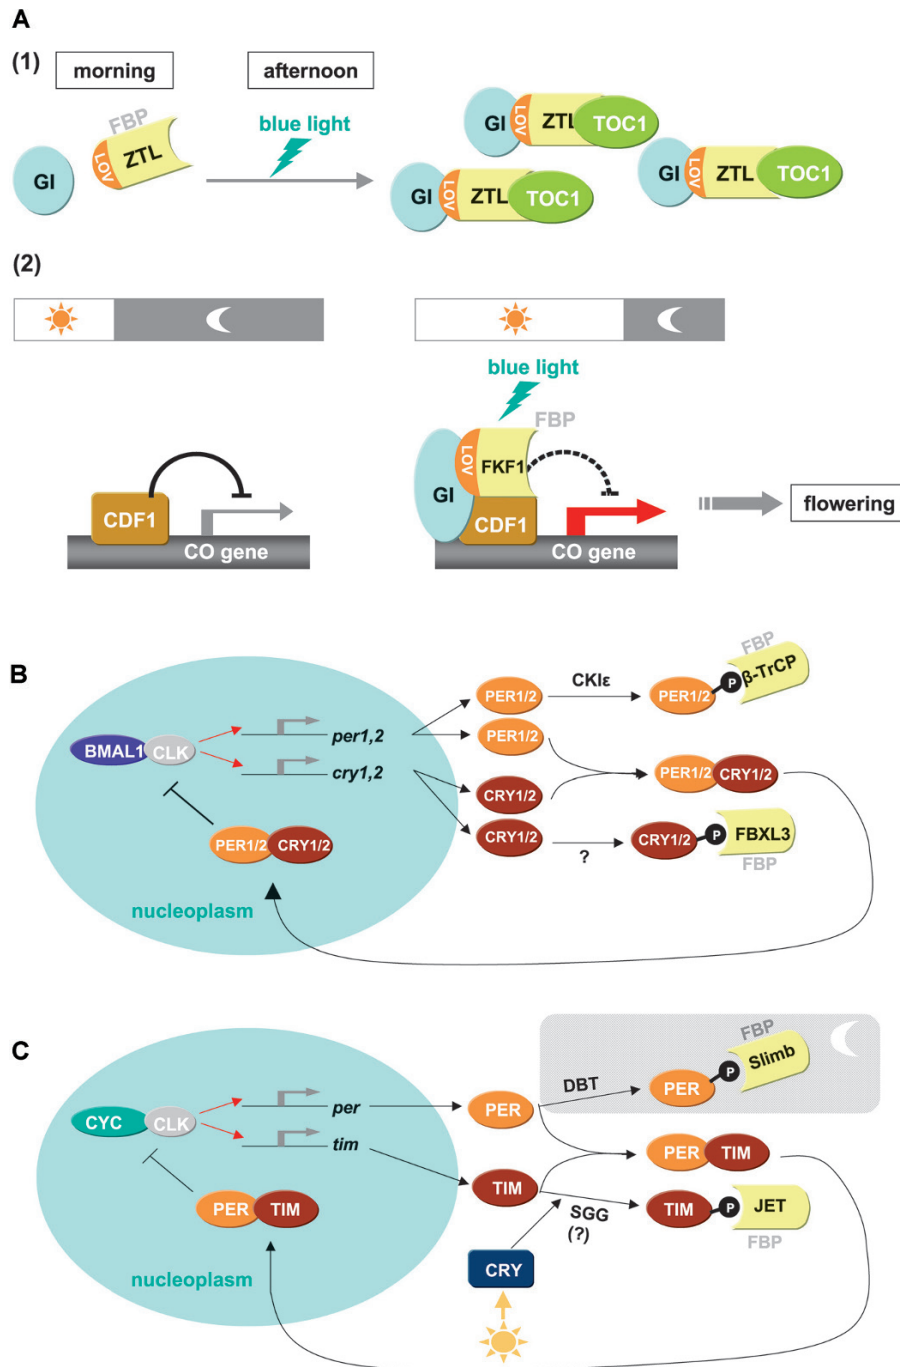 A
(1)
morning
afternoon
FBP
blue light
GI
LOV
ZTL
GI
LOV
ZTL
TOC1
GI
LOV
ZTL
TOC1
GI
LOV
ZTL
TOC1
(2)
blue light
FBP
LOV
FKF1
GI
CDF1
CO gene
CDF1
CO gene
flowering
B
FBP
β-TrCP
P
PER1/2
CKIε
PER1/2
BMAL1
CLK
per1,2
cry1,2
PER1/2
CRY1/2
PER1/2
CRY1/2
CRY1/2
?
CRY1/2
P
FBXL3
FBP
PER1/2
CRY1/2
nucleoplasm
C
FBP
Slimb
P
PER
DBT
PER
CYC
CLK
per
tim
PER
TIM
TIM
SGG
(?)
TIM
P
JET
FBP
PER
TIM
CRY
nucleoplasm